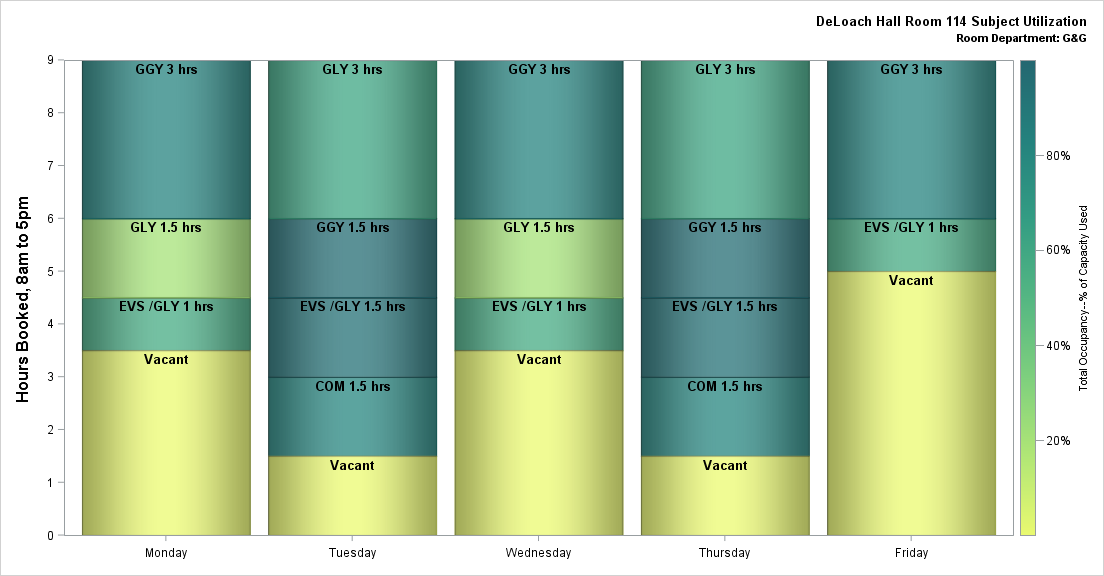 DeLoach Hall Room 114 Subject Utilization
Room Department: G&G
Hours Booked, 8am to 5pm
9
8
7
6
5
4
3
2
1
0
GGY 3 hrs
GLY 1.5 hrs
EVS /GLY 1 hrs
Vacant
GLY 3 hrs
GGY 1.5 hrs
EVS /GLY 1.5 hrs
COM 1.5 hrs
Vacant
GGY 3 hrs
GLY 1.5 hrs
EVS /GLY 1 hrs
Vacant
GLY 3 hrs
GGY 1.5 hrs
EVS /GLY 1.5 hrs
COM 1.5 hrs
Vacant
GGY 3 hrs
EVS /GLY 1 hrs
Vacant
Monday
Tuesday
Wednesday
Thursday
Friday
80%
60%
40%
20%
Total Occupancy--% of Capacity Used